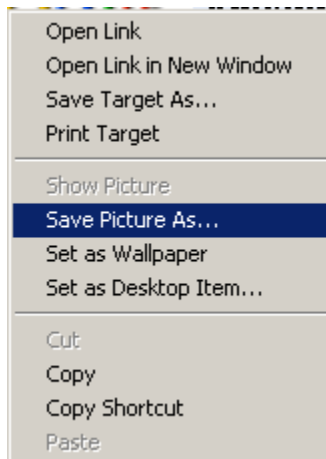 Open Link
Open Link in New Window
Save Target As...
Print Target
Show Picture
Save Picture As...
Set as Wallpaper
Set as Desktop Item...
Cut
Copy
Copy Shortcut
Paste